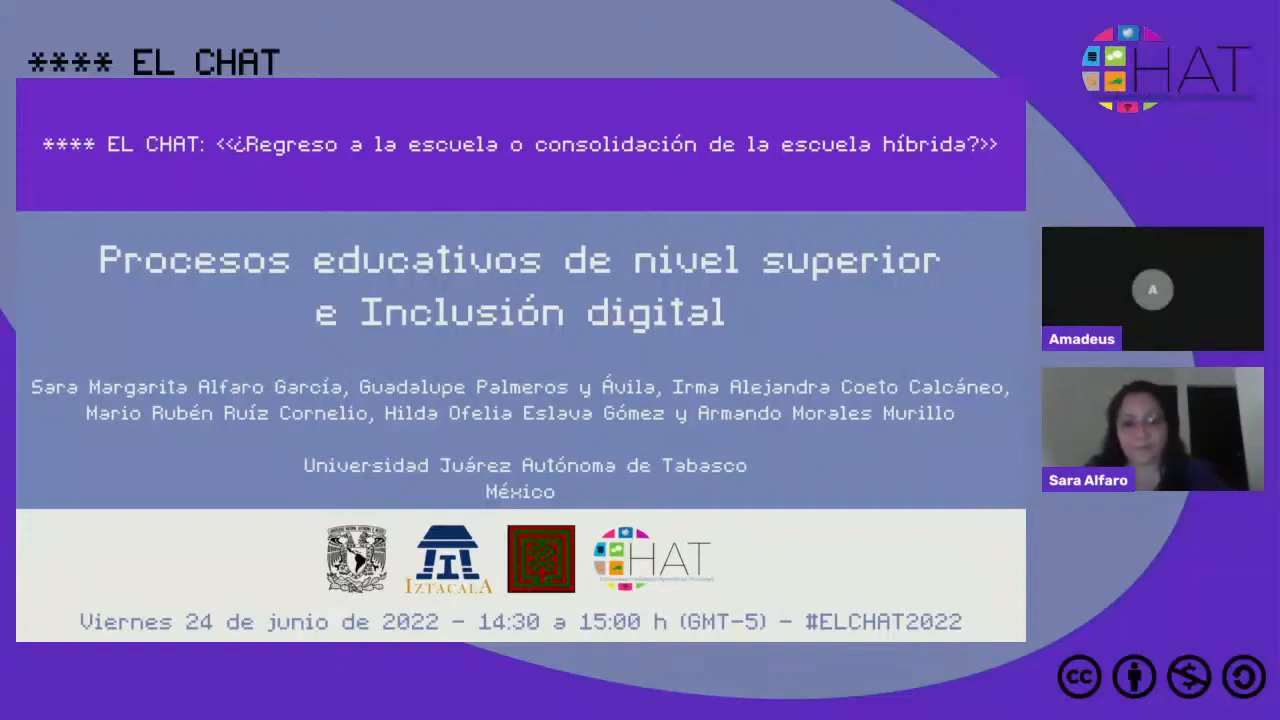 **** EL CHAT
HAT
**** EL CHAT: <<¿Regreso a la escuela o consolidación de la escuela híbrida?>>
Procesos educativos de nivel superior
e Inclusión digital
Sara Margarita Alfaro García, Guadalupe Palmeros y Ávila, Irma Alejandra Coeto Calcáneo,
Mario Rubén Ruíz Cornelio, Hilda Ofelia Eslava Gómez y Armando Morales Murillo
Universidad Juárez Autónoma de Tabasco
México
A
Amadeus
Sara Alfaro
IZTACALA
HAT
Viernes 24 de junio de 2022 - 14:30 a 15:00 h (GMT-5) - #ELCHAT2022
cc